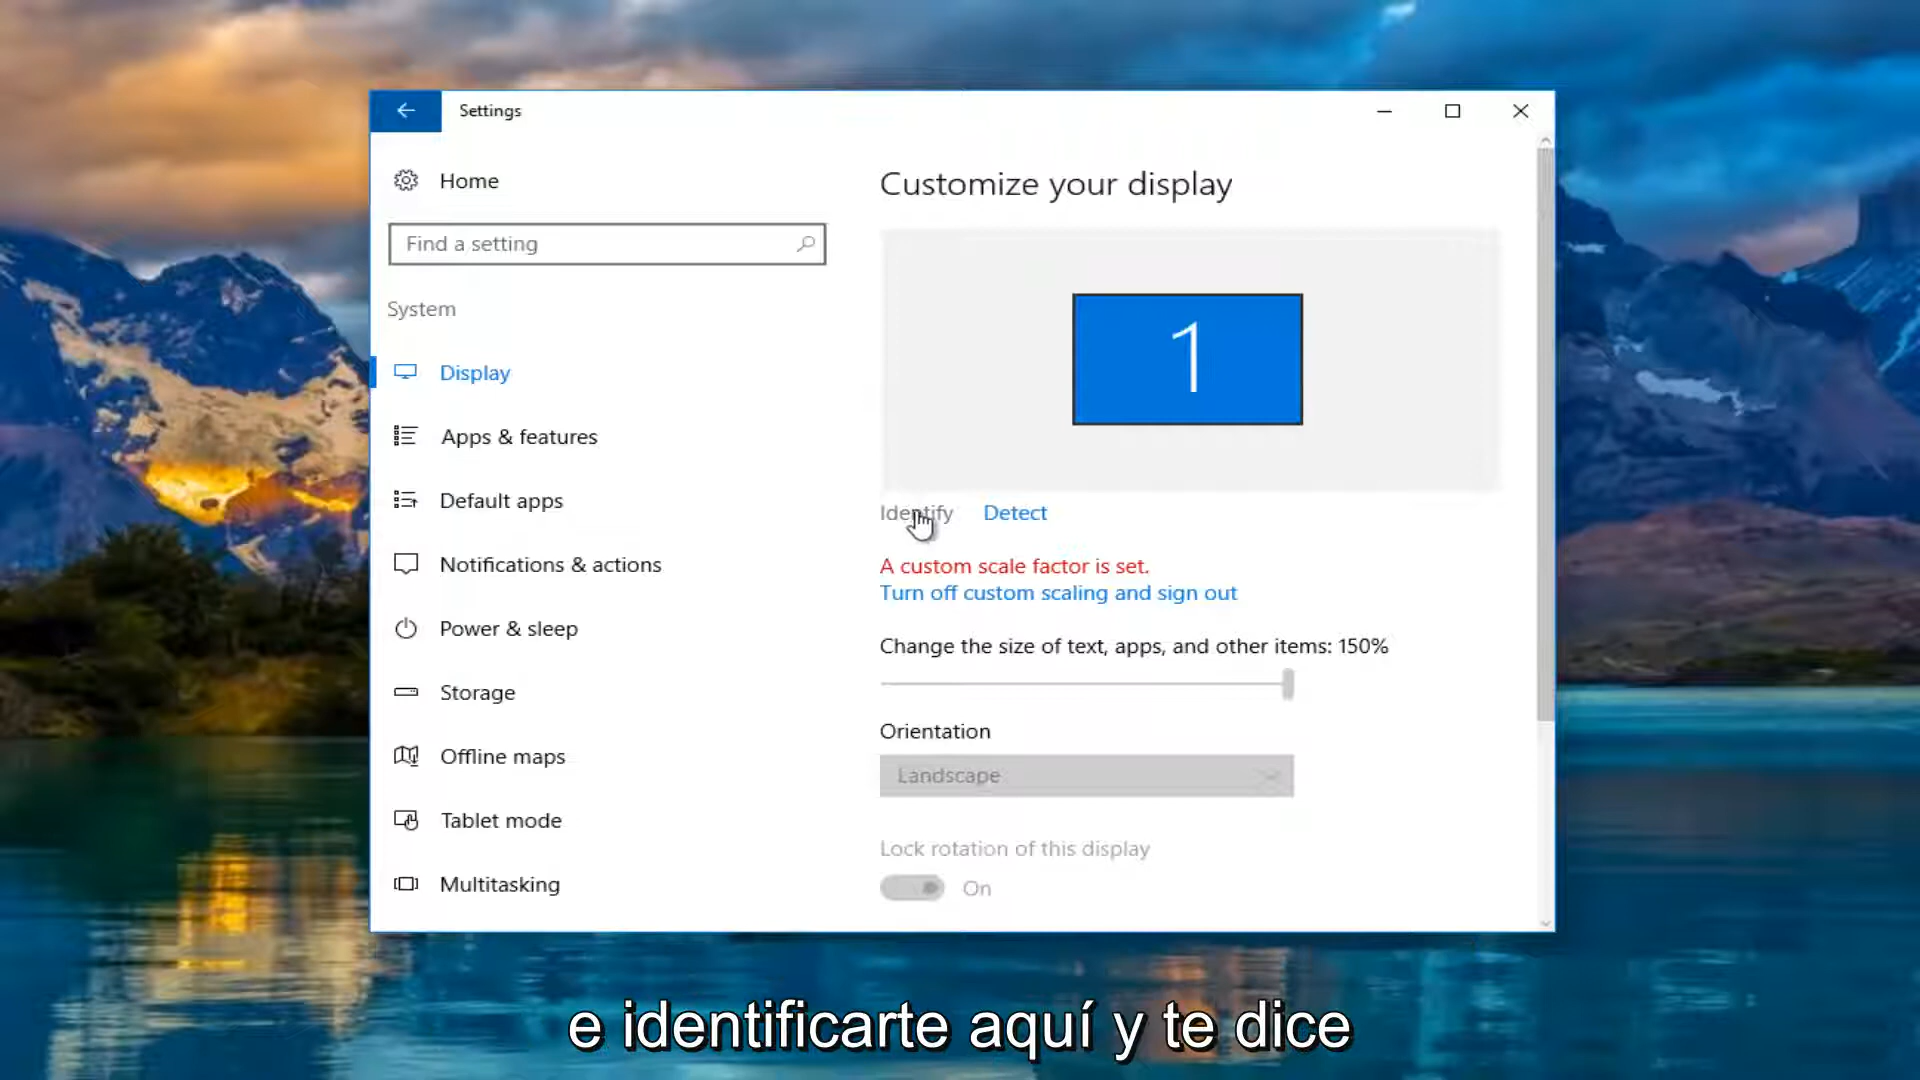 Settings
Home
Find a setting
System
Display
Apps & features
Default apps
Notifications & actions
Power & sleep
Storage
Offline maps
Tablet mode
Multitasking
Customize your display
1
Identify Detect
A custom scale factor is set.
Turn off custom scaling and sign out
Change the size of text, apps, and other items: 150%
Orientation
Landscape
Lock rotation of this display
On
e identificarte aquí y te dice